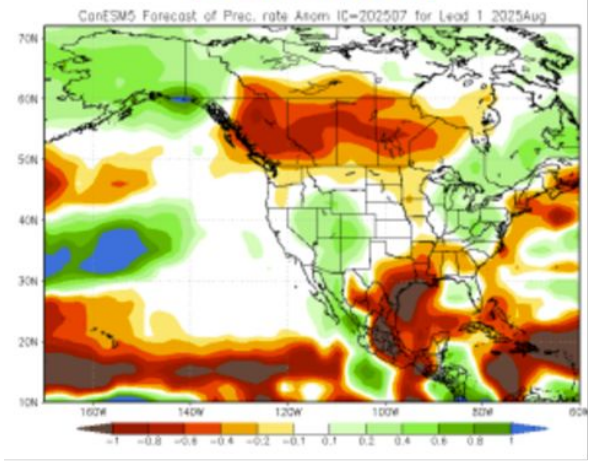 CanESM5 Forecast of Prec. rate Anom IC=202507 for Lead 1 2025Aug
70N
60N
50N
40N
30N
20N
10N
160W 140W 120W 100W 80W 60W
-1 -0.8 -0.6 -0.4 -0.2 -0.1 0.1 0.2 0.4 0.6 0.8 1